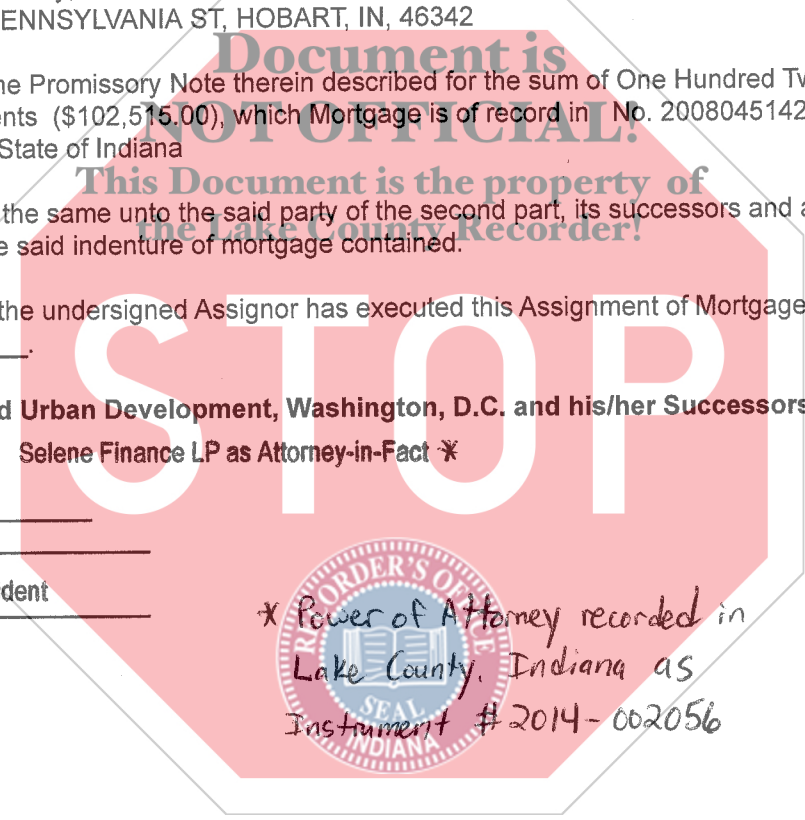 ENNSYLVANIA ST, HOBART, IN, 46342
Document is
ne Promissory Note therein described for the sum of One Hundred Tw
ents ($102,515.00), which Mortgage is of record in No. 2008045142
NOT OFFICIAL!
State of Indiana
This Document is the property of
the same unto the said party of the second part, its successors and a
the Lake County Recorder!
e said indenture of mortgage contained.
the undersigned Assignor has executed this Assignment of Mortgage
STOP
d Urban Development, Washington, D.C. and his/her Successors
Selene Finance LP as Attorney-in-Fact *
dent
RECORDER'S OFFICE
SEAL
INDIANA
* Power of Attorney recorded in
Lake County, Indiana as
Instrument # 2014-002056